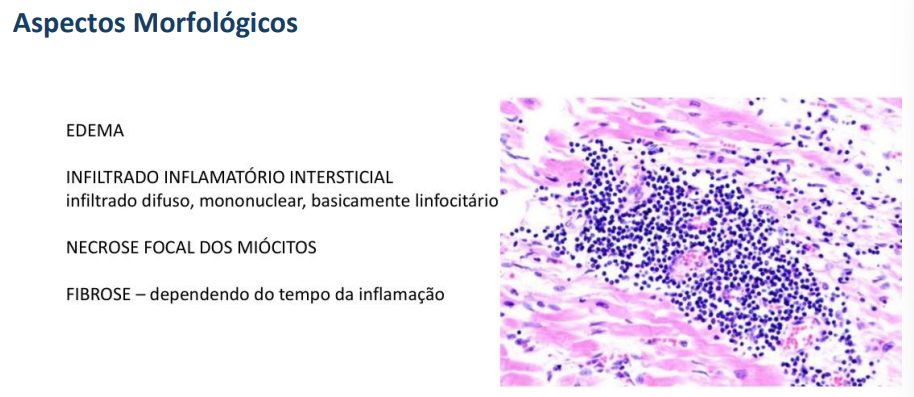 Aspectos Morfológicos
EDEMA
INFILTRADO INFLAMATÓRIO INTERSTICIAL
infiltrado difuso, mononuclear, basicamente linfocitário
NECROSE FOCAL DOS MIÓCITOS
FIBROSE – dependendo do tempo da inflamação